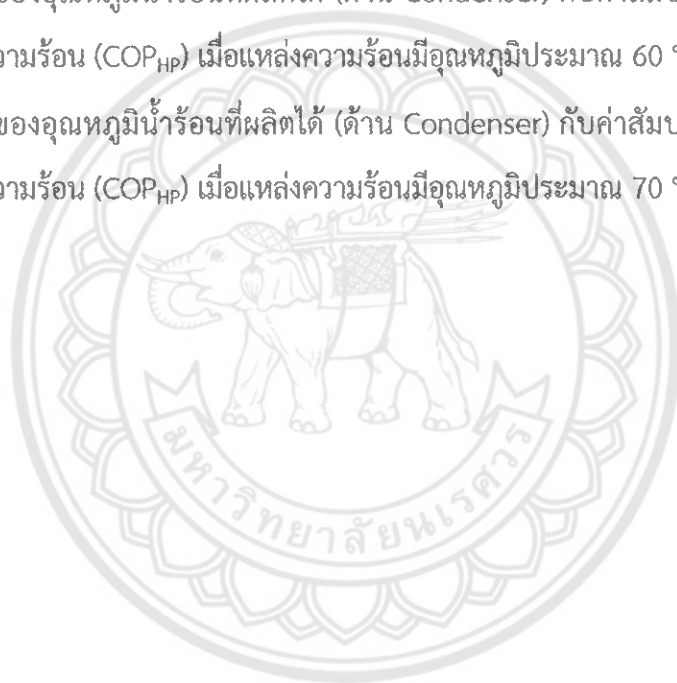 ความร้อน (COP_HP) เมื่อแหล่งความร้อนมีอุณหภูมิประมาณ 60 °
ของอุณหภูมิน้ำร้อนที่ผลิตได้ (ด้าน Condenser) กับค่าสัมป
ความร้อน (COP_HP) เมื่อแหล่งความร้อนมีอุณหภูมิประมาณ 70 °
มหาวิทยาลัยนเรศวร